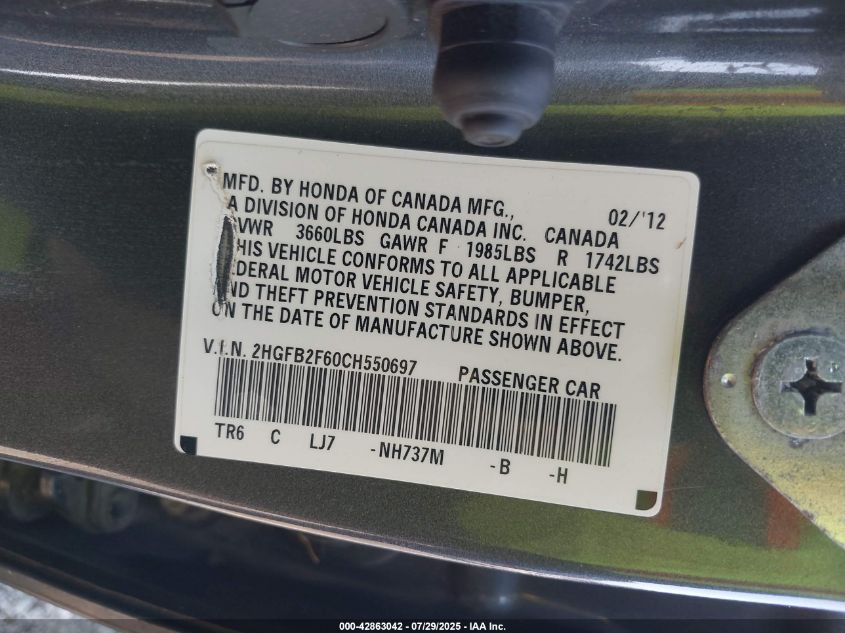 MFD. BY HONDA OF CANADA MFG., 02/'12
A DIVISION OF HONDA CANADA INC. CANADA
VWR 3660LBS GAWR F 1985LBS R 1742LBS
HIS VEHICLE CONFORMS TO ALL APPLICABLE
EDERAL MOTOR VEHICLE SAFETY, BUMPER,
ND THEFT PREVENTION STANDARDS IN EFFECT
ON THE DATE OF MANUFACTURE SHOWN ABOVE.
V.I.N. 2HGFB2F60CH550697 PASSENGER CAR
TR6 C LJ7 -NH737M -B -H
000-42863042 / 07/29/2025 - IAA Inc.